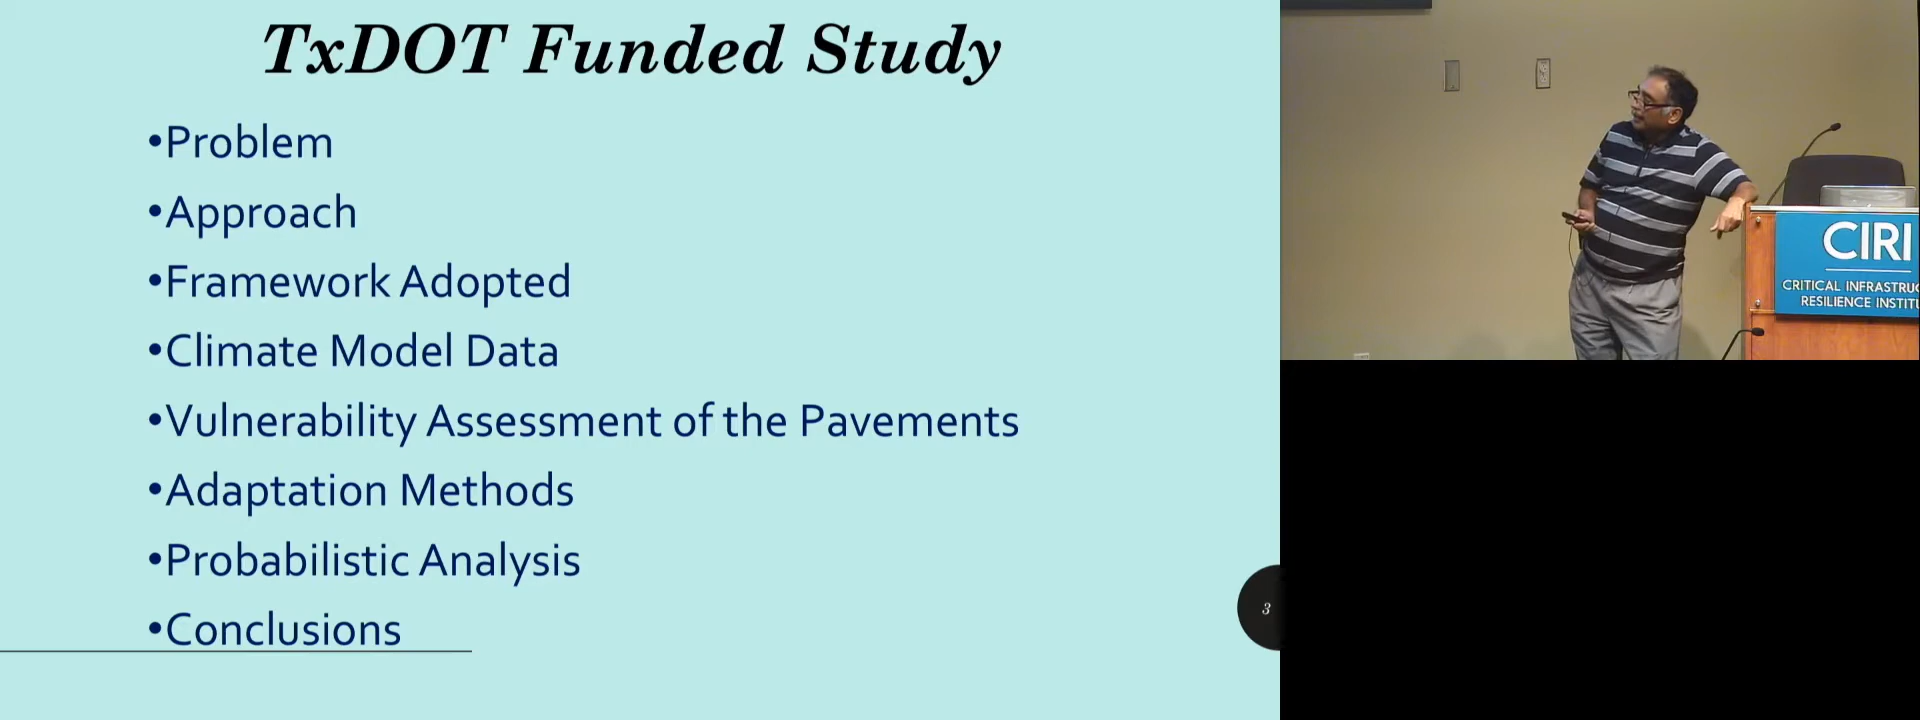 TxDOT Funded Study
•Problem
•Approach
•Framework Adopted
•Climate Model Data
•Vulnerability Assessment of the Pavements
•Adaptation Methods
•Probabilistic Analysis
•Conclusions
3
CIRI
CRITICAL INFRASTRUC
RESILIENCE INSTITU